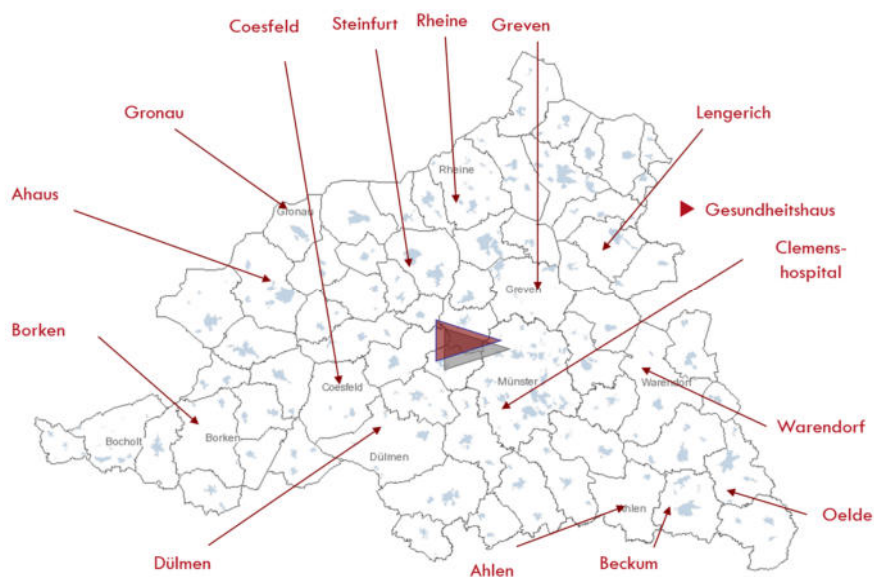 Coesfeld
Steinfurt
Rheine
Greven
Gronau
Lengerich
Rheine
Ahaus
Gronau
Gesundheitshaus
Clemens-
hospital
Greven
Borken
Münster
Coesfeld
Warendorf
Bocholt
Borken
Warendorf
Dülmen
Ahlen
Oelde
Dülmen
Ahlen
Beckum